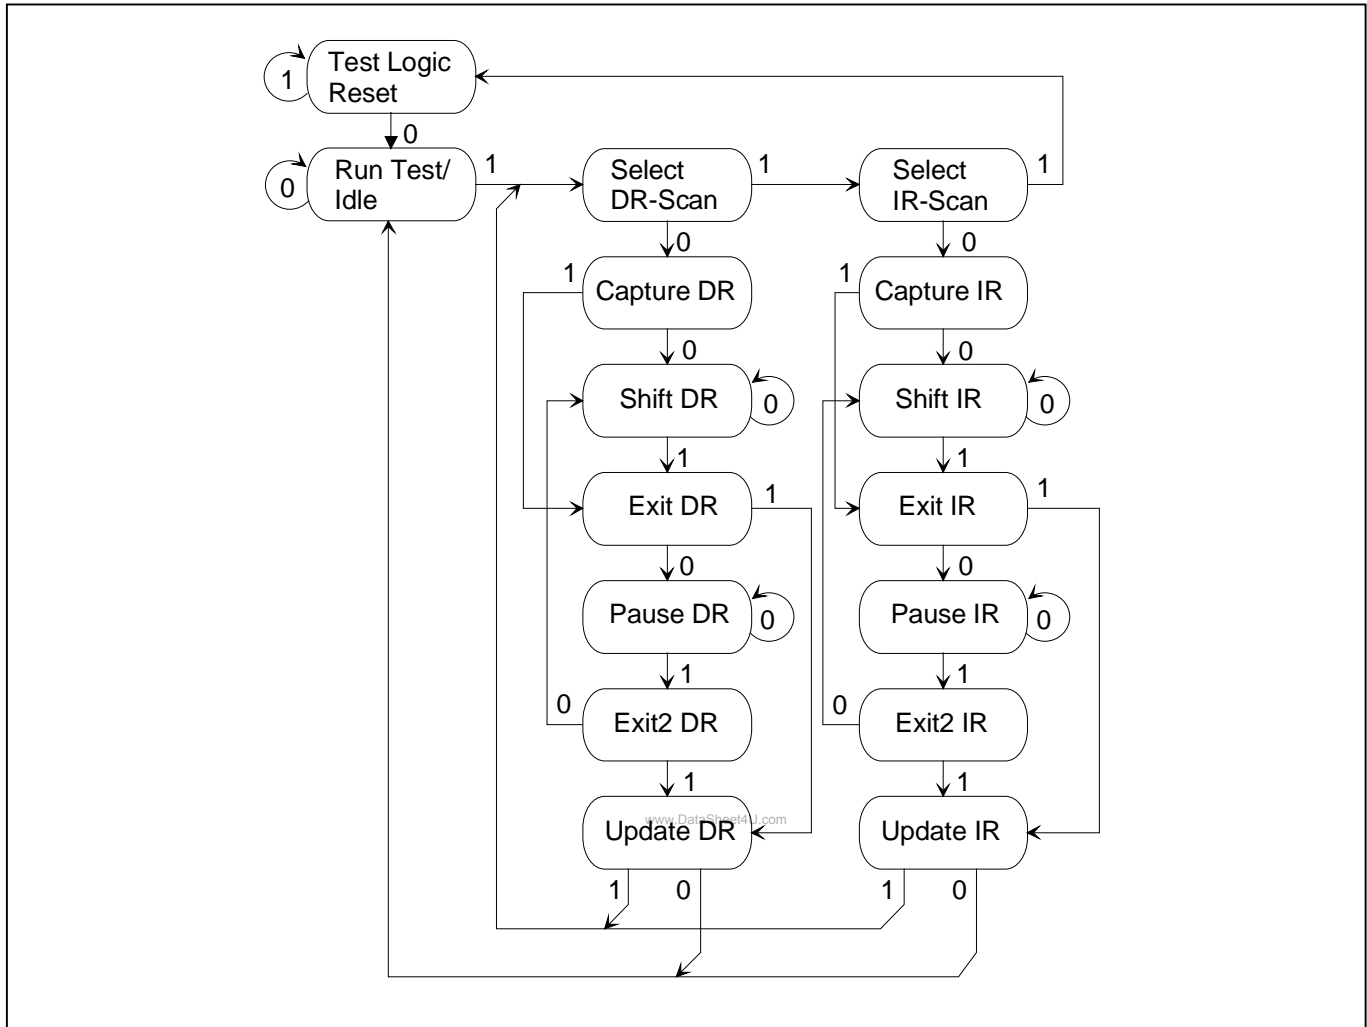 Test Logic
Reset
1
0
Run Test/
Idle
0
1
Select
DR-Scan
1
Select
IR-Scan
1
0
0
1
Capture DR
1
Capture IR
0
0
Shift DR
0
Shift IR
0
1
1
Exit DR
1
Exit IR
1
0
0
Pause DR
0
Pause IR
0
1
1
0
Exit2 DR
0
Exit2 IR
1
1
www.DataSheet4U.com
Update DR
Update IR
1
0
1
0